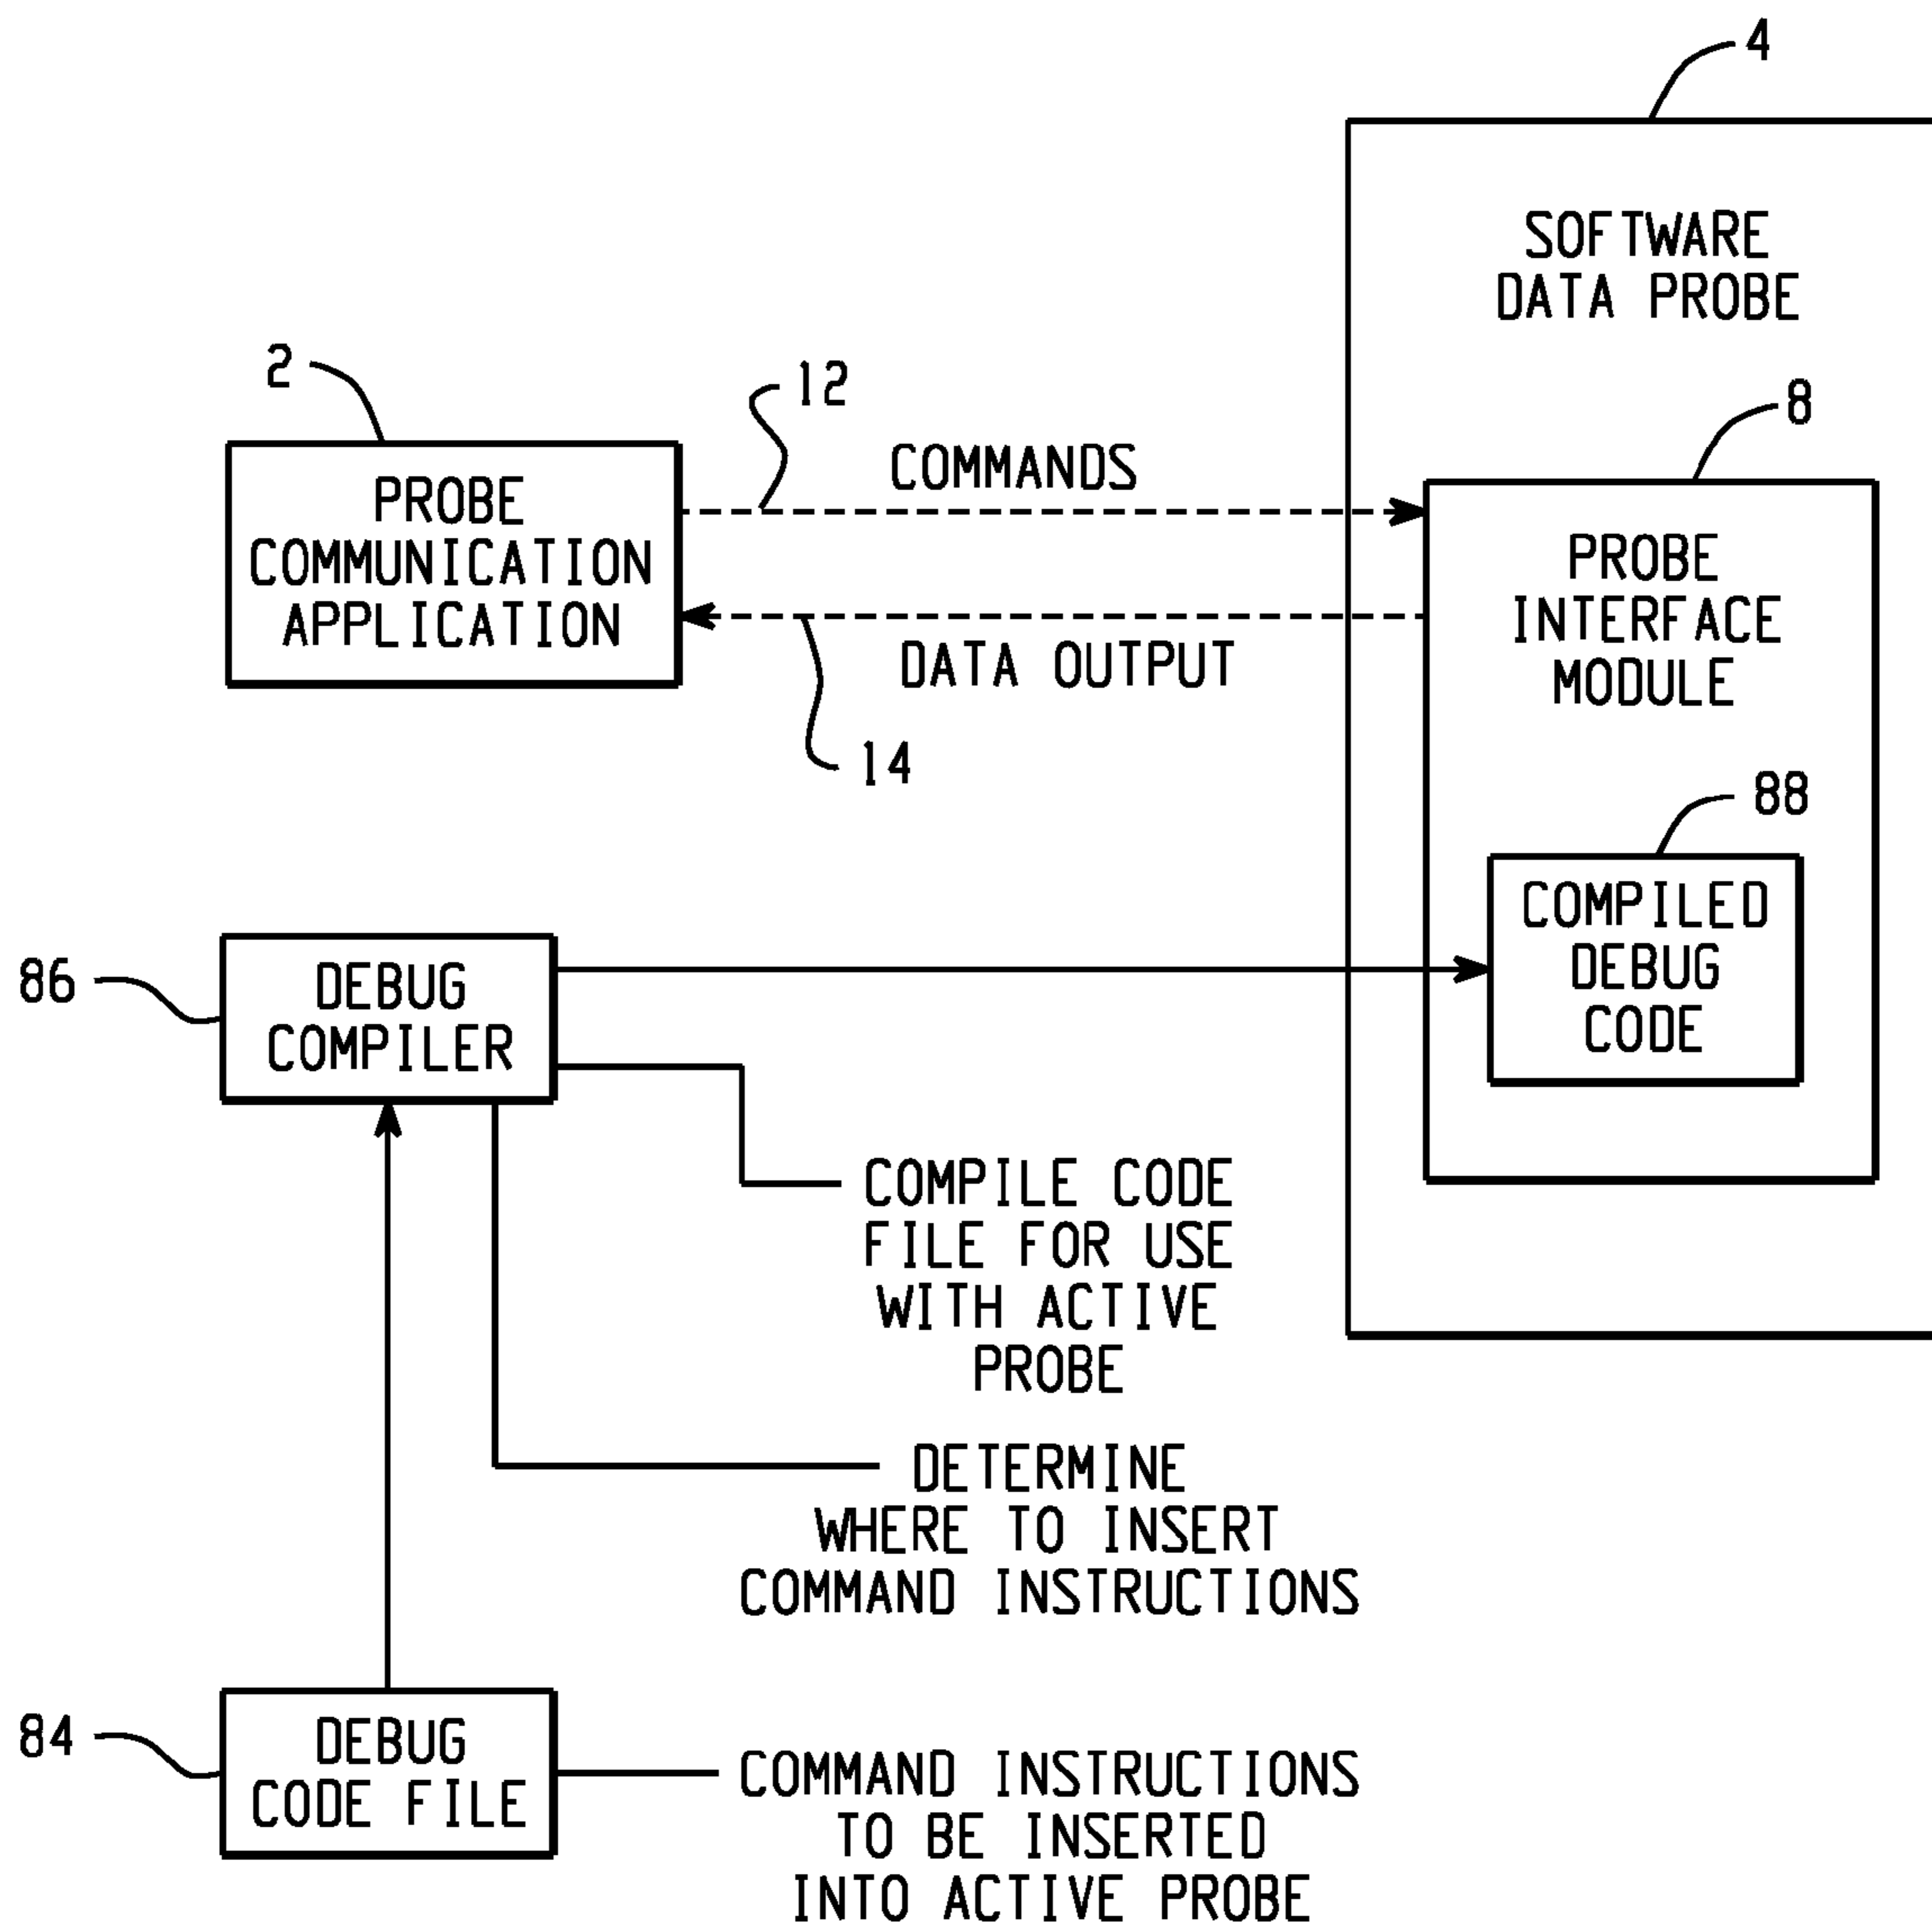 4
SOFTWARE
DATA PROBE
2
12
8
COMMANDS
PROBE
COMMUNICATION
APPLICATION
PROBE
INTERFACE
MODULE
DATA OUTPUT
14
88
COMPILED
DEBUG
CODE
86
DEBUG
COMPILER
COMPILE CODE
FILE FOR USE
WITH ACTIVE
PROBE
DETERMINE
WHERE TO INSERT
COMMAND INSTRUCTIONS
84
DEBUG
CODE FILE
COMMAND INSTRUCTIONS
TO BE INSERTED
INTO ACTIVE PROBE